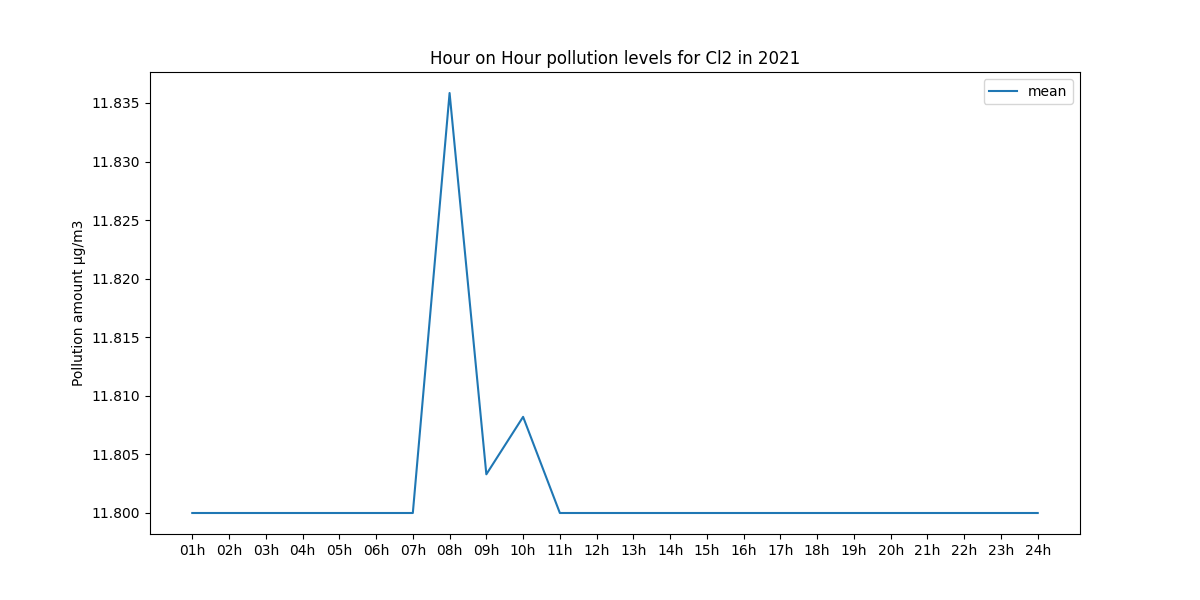 Hour on Hour pollution levels for Cl2 in 2021
mean
Pollution amount µg/m3
11.835
11.830
11.825
11.820
11.815
11.810
11.805
11.800
01h 02h 03h 04h 05h 06h 07h 08h 09h 10h 11h 12h 13h 14h 15h 16h 17h 18h 19h 20h 21h 22h 23h 24h